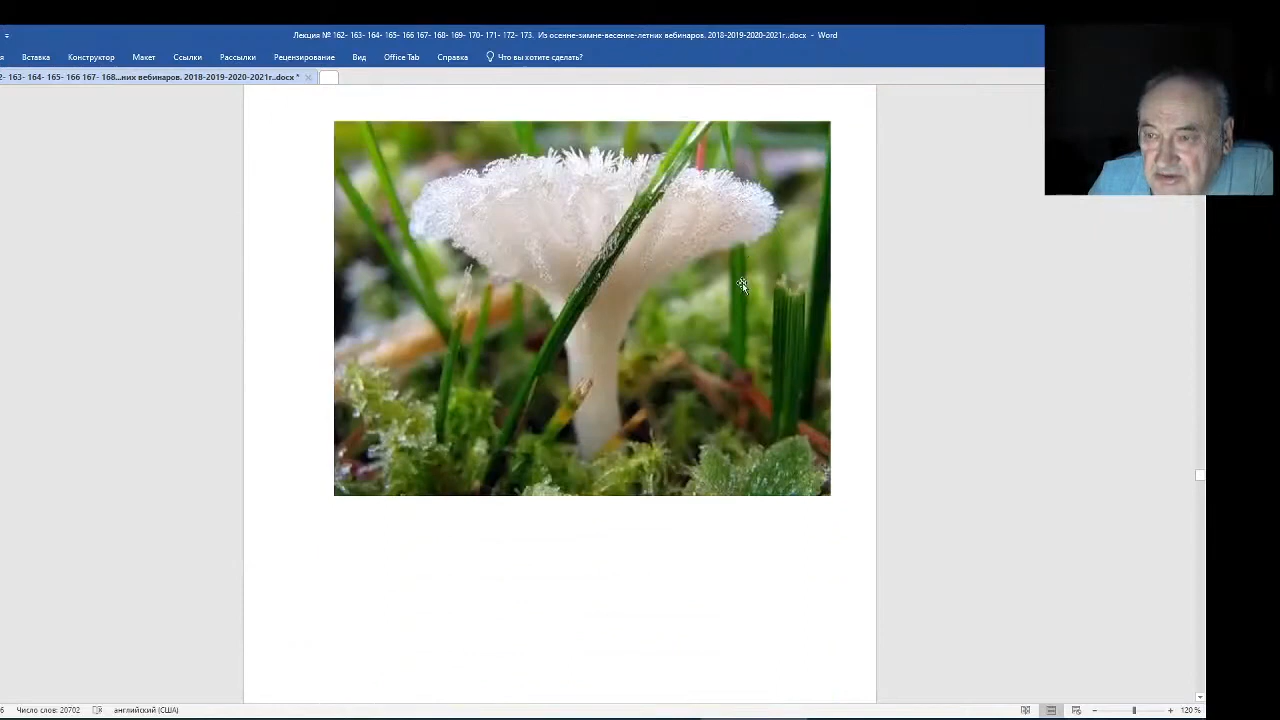 Лекция № 162- 163- 164- 165- 166 167- 168- 169- 170- 171- 172- 173. Из осенне-зимне-весенне-летних вебинаров. 2018-2019-2020-2021г..docx - Word
Вставка Конструктор Макет Ссылки Рассылки Рецензирование Вид Office Tab Справка Что вы хотите сделать?
2- 163- 164- 165- 166 167- 168...них вебинаров. 2018-2019-2020-2021г..docx *
6 Число слов: 20702 английский (США) 120 %